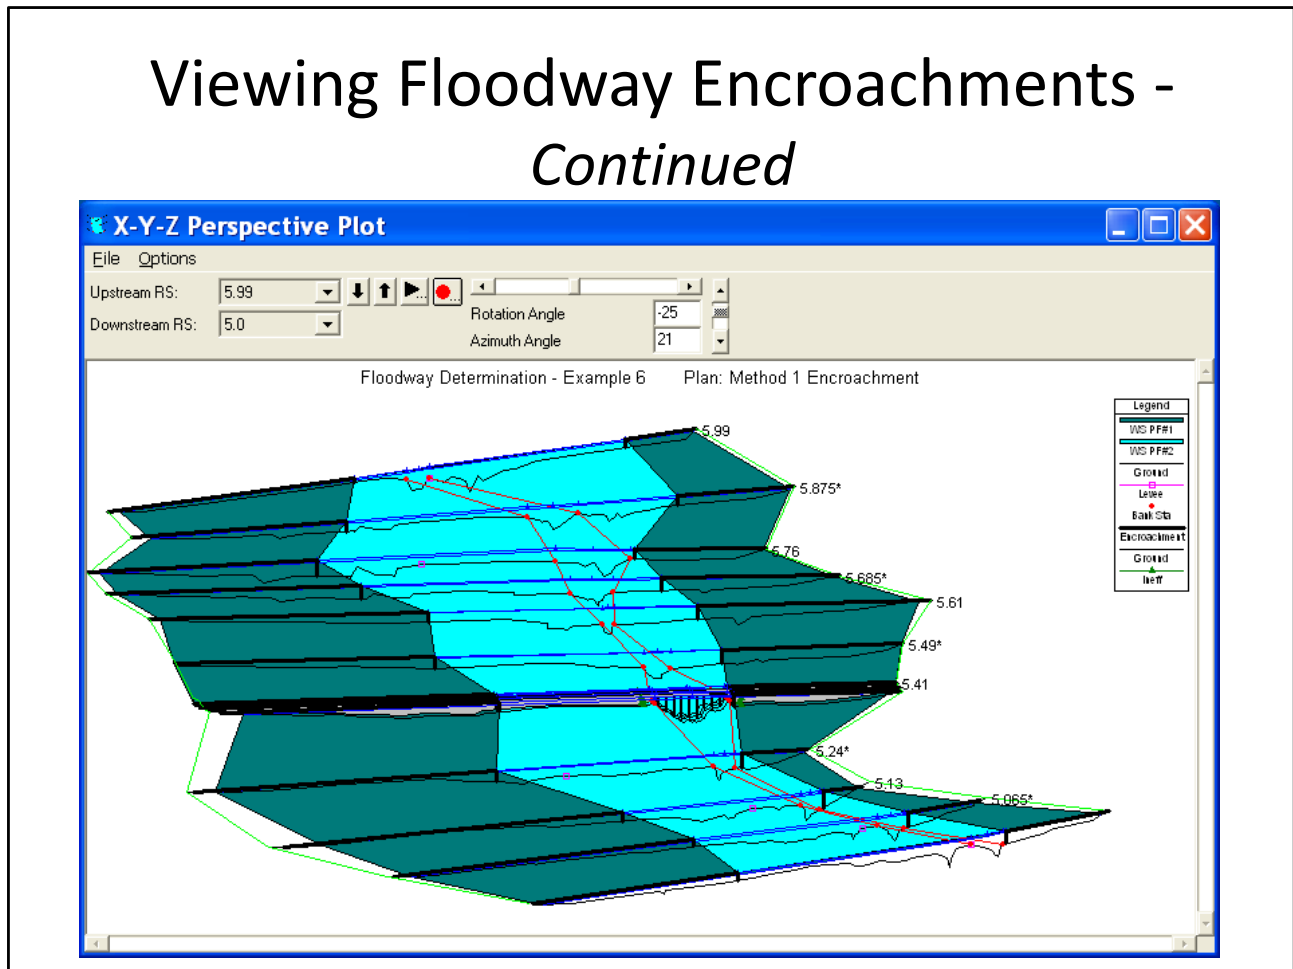 Viewing Floodway Encroachments -
Continued
X-Y-Z Perspective Plot
File Options
Upstream RS: 5.99
Downstream RS: 5.0
Rotation Angle -25
Azimuth Angle 21
Floodway Determination - Example 6 Plan: Method 1 Encroachment
Legend
WS PF#1
WS PF#2
Ground
Levee
Bank Sta
Encroachment
Ground
Ineff
5.99
5.875*
5.76
5.685*
5.61
5.49*
5.41
5.24*
5.13
5.065*